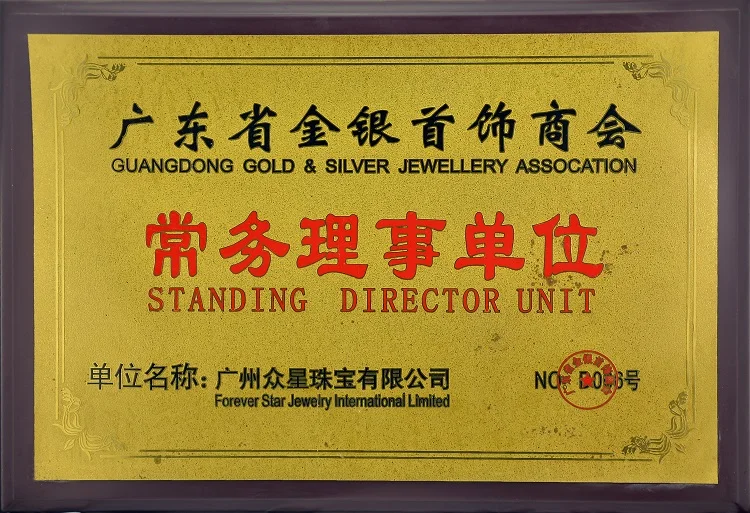 广东省金银首饰商会
GUANGDONG GOLD & SILVER JEWELLERY ASSOCATION
常务理事单位
STANDING DIRECTOR UNIT
单位名称：广州众星珠宝有限公司
Forever Star Jewelry International Limited
NO